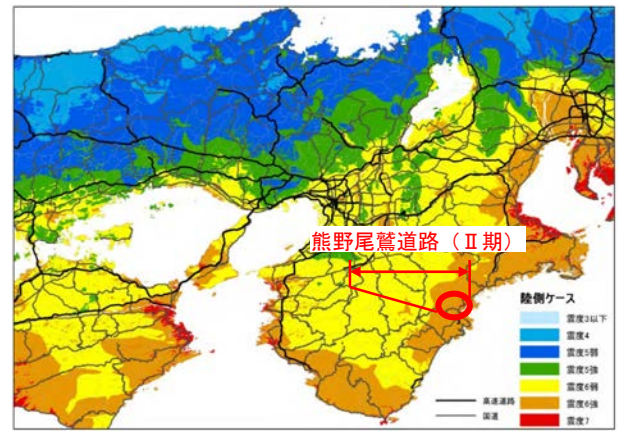 熊野尾鷲道路（Ⅱ期）
陸側ケース
震度3以下
震度4
震度5弱
震度5強
震度6弱
震度6強
震度7
高速道路
国道